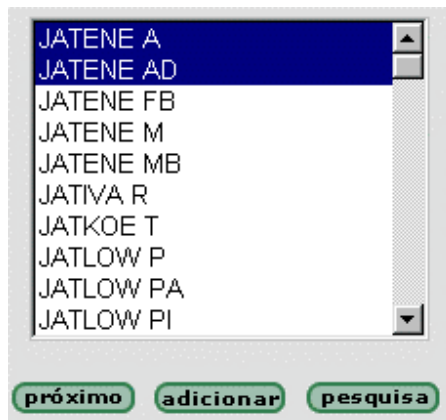 JATENE A
JATENE AD
JATENE FB
JATENE M
JATENE MB
JATIVA R
JATKOE T
JATLOW P
JATLOW PA
JATLOW PI
próximo adicionar pesquisa